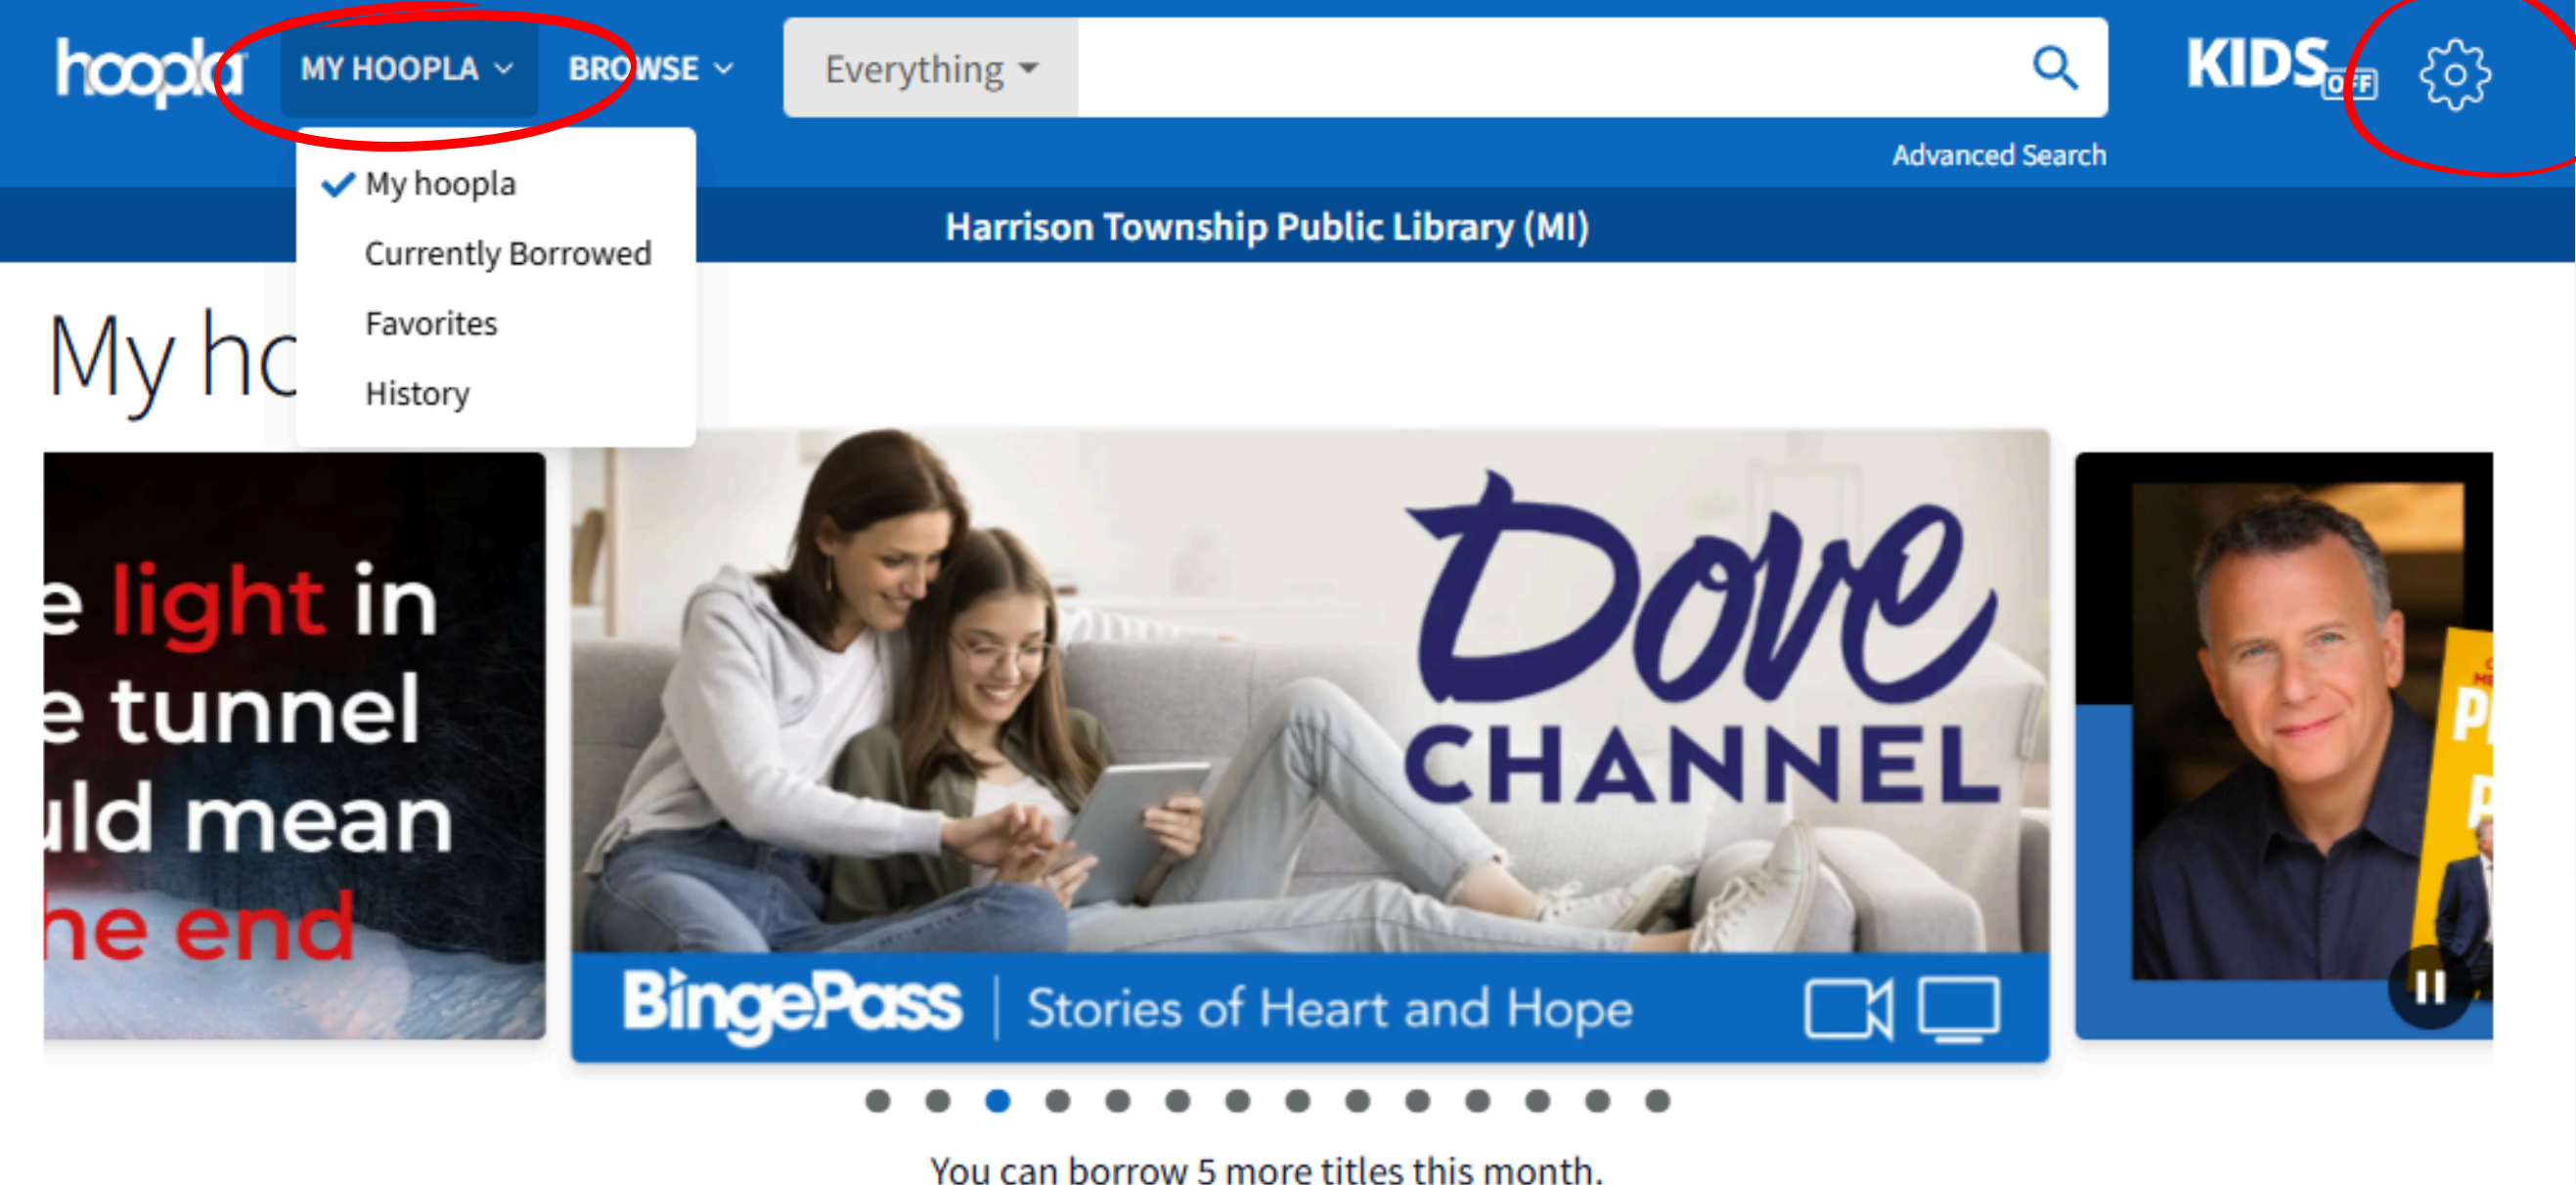 hoopla MY HOOPLA BROWSE Everything KIDS OFF
Advanced Search
My hoopla
Currently Borrowed
Favorites
History
Harrison Township Public Library (MI)
My ho
e light in
e tunnel
uld mean
he end
Dove
CHANNEL
BingePass | Stories of Heart and Hope
P
P
You can borrow 5 more titles this month.